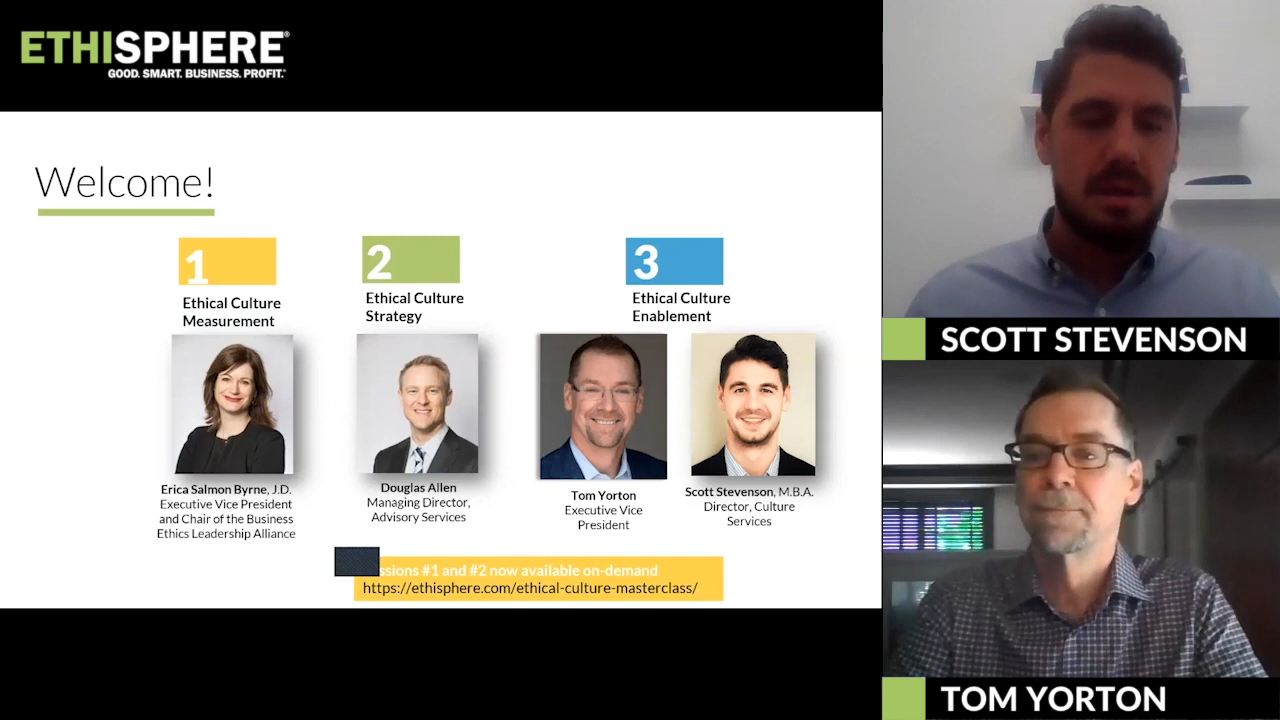 ETHISPHERE®
GOOD. SMART. BUSINESS. PROFIT.®
Welcome!
1
Ethical Culture
Measurement
Erica Salmon Byrne, J.D.
Executive Vice President
and Chair of the Business
Ethics Leadership Alliance
2
Ethical Culture
Strategy
Douglas Allen
Managing Director,
Advisory Services
3
Ethical Culture
Enablement
Tom Yorton
Executive Vice
President
Scott Stevenson, M.B.A.
Director, Culture
Services
#1 and #2 now available on-demand
https://ethisphere.com/ethical-culture-masterclass/
SCOTT STEVENSON
TOM YORTON